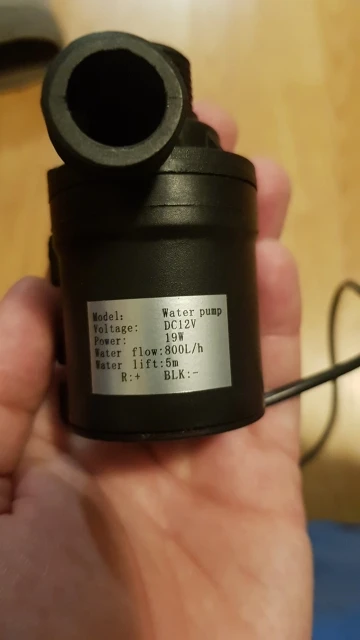 Model: Water pump
Voltage: DC12V
Power: 19W
Water flow:800L/h
Water lift:5m
R:+ BLK:-